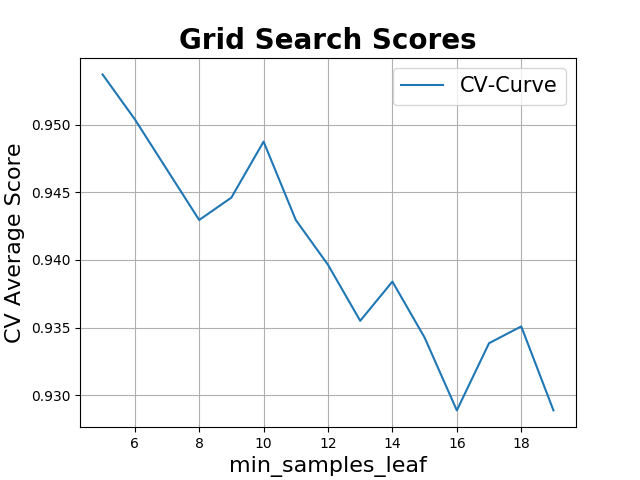 Grid Search Scores
CV-Curve
CV Average Score
0.950
0.945
0.940
0.935
0.930
6 8 10 12 14 16 18
min_samples_leaf